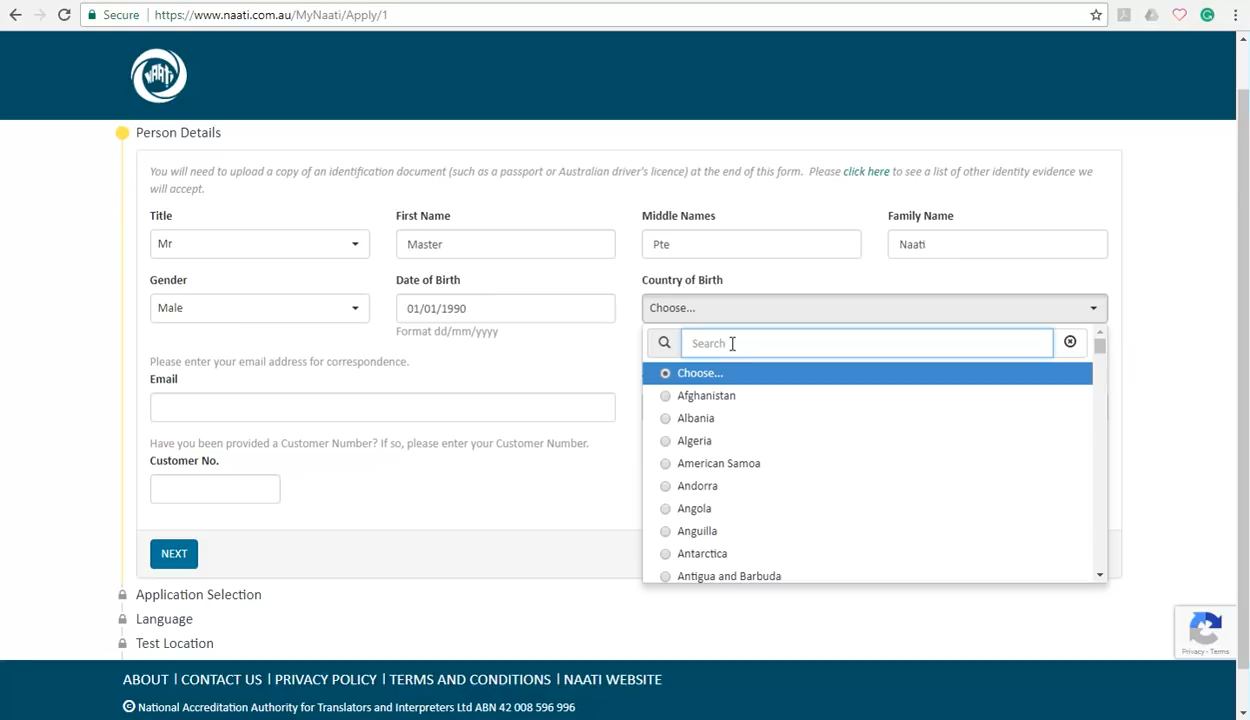 Secure
https://www.naati.com.au/MyNaati/Apply/1
NAATI
Person Details
You will need to upload a copy of an identification document (such as a passport or Australian driver's licence) at the end of this form. Please click here to see a list of other identity evidence we
will accept.
Title
First Name
Middle Names
Family Name
Mr
Master
Pte
Naati
Gender
Date of Birth
Country of Birth
Male
01/01/1990
Choose...
Format dd/mm/yyyy
Search
Choose...
Afghanistan
Albania
Algeria
American Samoa
Andorra
Angola
Anguilla
Antarctica
Antigua and Barbuda
Please enter your email address for correspondence.
Email
Have you been provided a Customer Number? If so, please enter your Customer Number.
Customer No.
NEXT
Application Selection
Language
Test Location
Privacy - Terms
ABOUT | CONTACT US | PRIVACY POLICY | TERMS AND CONDITIONS | NAATI WEBSITE
© National Accreditation Authority for Translators and Interpreters Ltd ABN 42 008 596 996